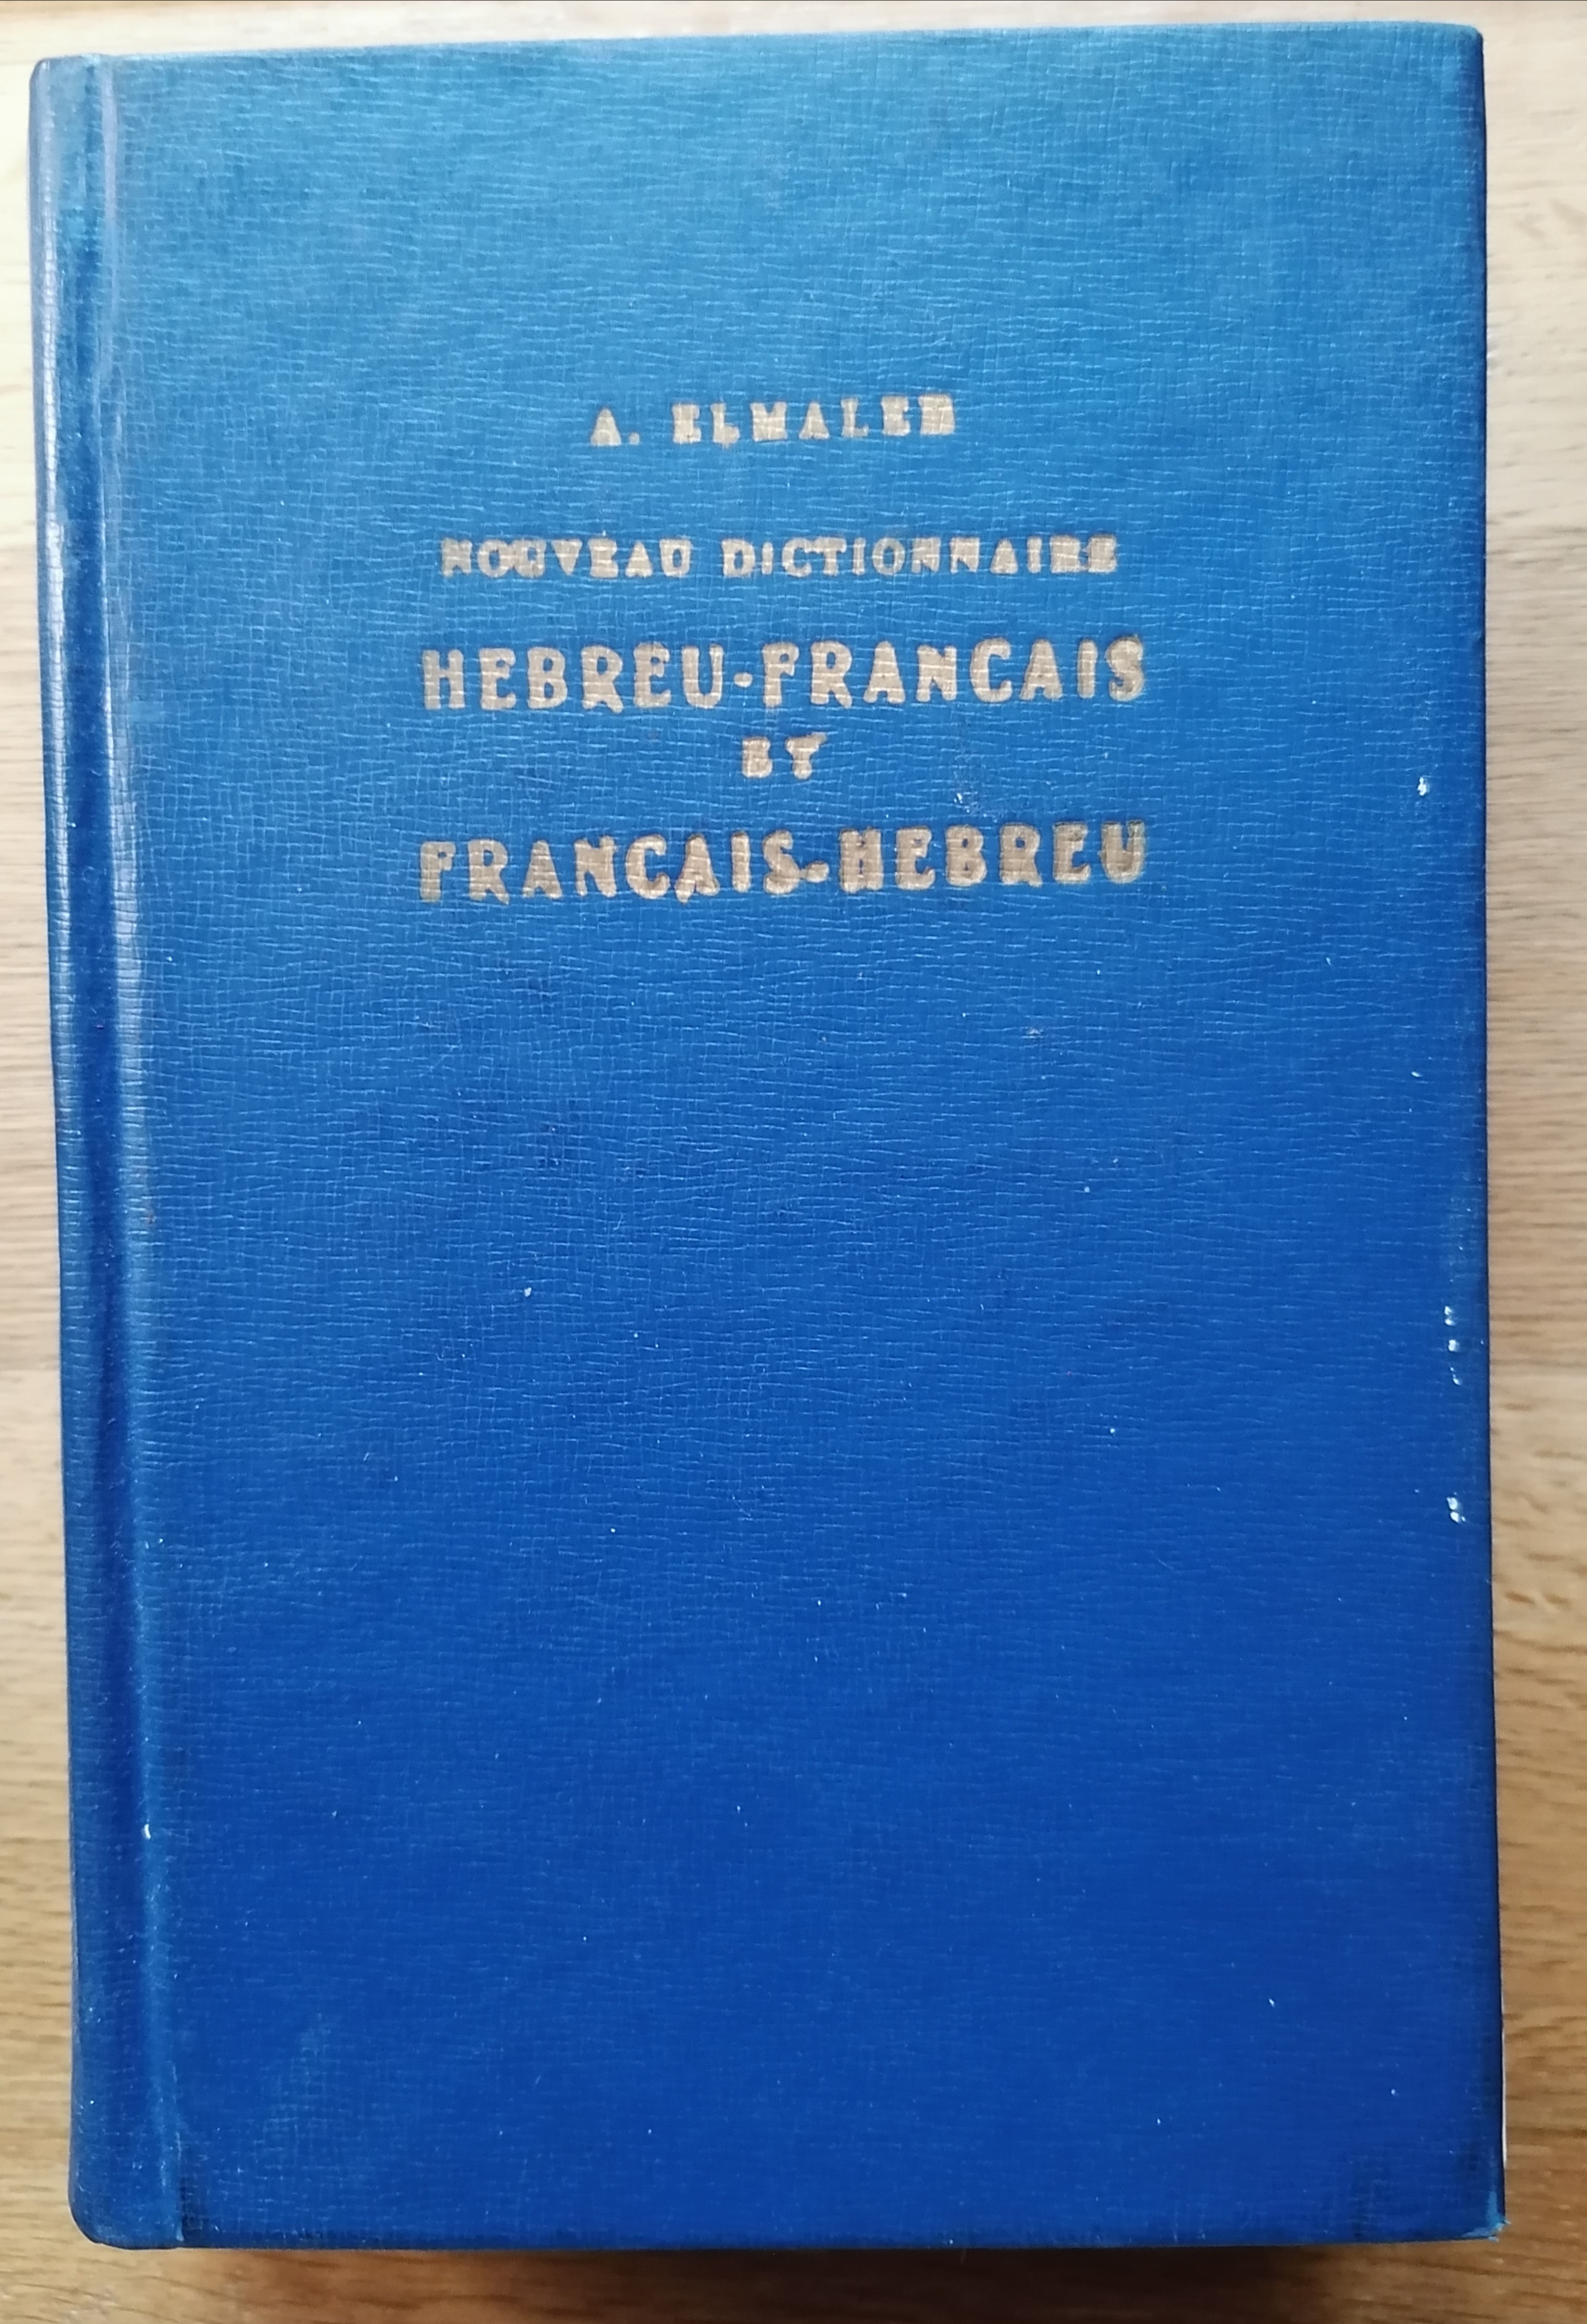 A. ELMALEH
NOUVEAU DICTIONNAIRE
HEBREU-FRANCAIS
ET
FRANCAIS-HEBREU